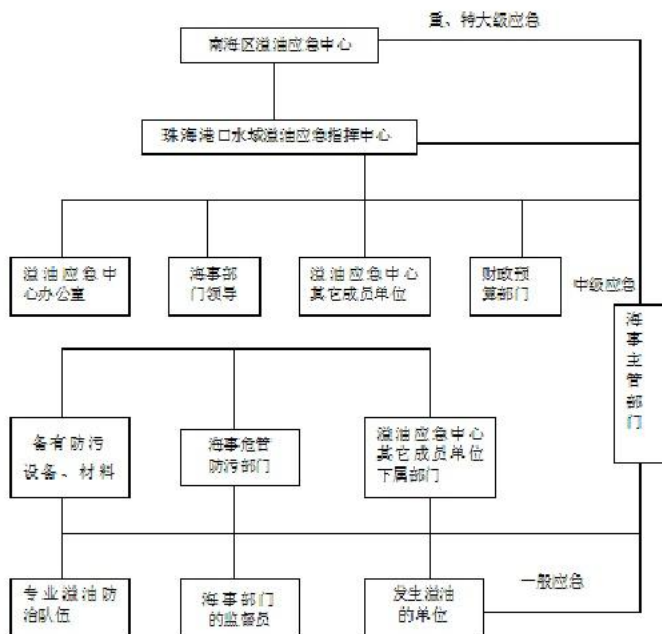 重、特大级应急
南海区溢油应急中心
珠海港口水域溢油应急指挥中心
溢油应急中
心办公室
海事部
门领导
溢油应急中心
其它成员单位
财政预
算部门
中级应急
海
事
主
管
部
门
备有防污
设备、材料
海事危管
防污部门
溢油应急中心
其它成员单位
下属部门
专业溢油防
治队伍
海事部门
的监督员
发生溢油
的单位
一般应急